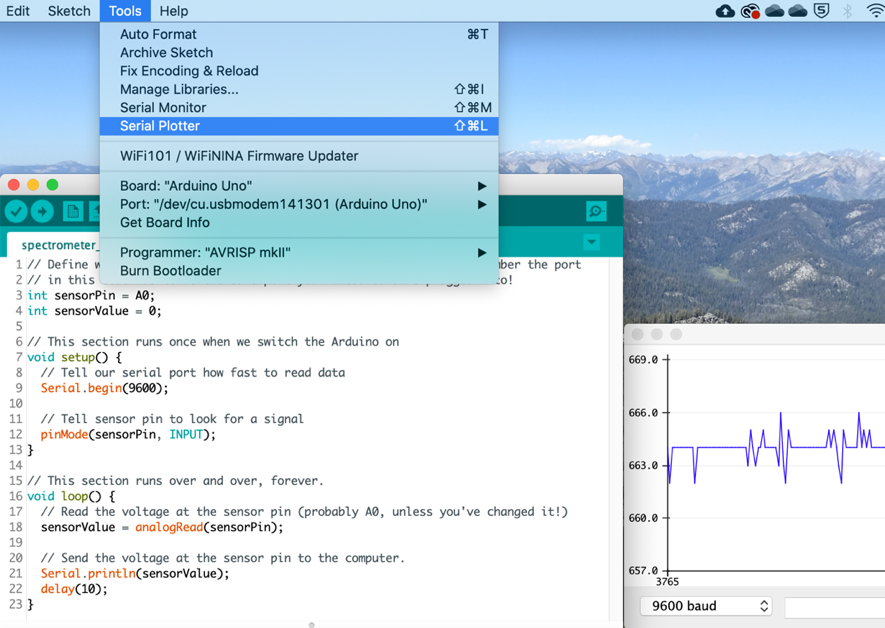 Edit Sketch Tools Help
Auto Format ⌘T
Archive Sketch
Fix Encoding & Reload
Manage Libraries... ⇧⌘I
Serial Monitor ⇧⌘M
Serial Plotter ⇧⌘L
WiFi101 / WiFiNINA Firmware Updater
Board: "Arduino Uno"
Port: "/dev/cu.usbmodem141301 (Arduino Uno)"
Get Board Info
Programmer: "AVRISP mkII"
Burn Bootloader
spectrometer_
1 // Define w ber the port
2 // in this o!
3 int sensorPin = A0;
4 int sensorValue = 0;
5
6 // This section runs once when we switch the Arduino on
7 void setup() {
8 // Tell our serial port how fast to read data
9 Serial.begin(9600);
10
11 // Tell sensor pin to look for a signal
12 pinMode(sensorPin, INPUT);
13 }
14
15 // This section runs over and over, forever.
16 void loop() {
17 // Read the voltage at the sensor pin (probably A0, unless you've changed it!)
18 sensorValue = analogRead(sensorPin);
19
20 // Send the voltage at the sensor pin to the computer.
21 Serial.println(sensorValue);
22 delay(10);
23 }
669.0
666.0
663.0
660.0
657.0
3765
9600 baud